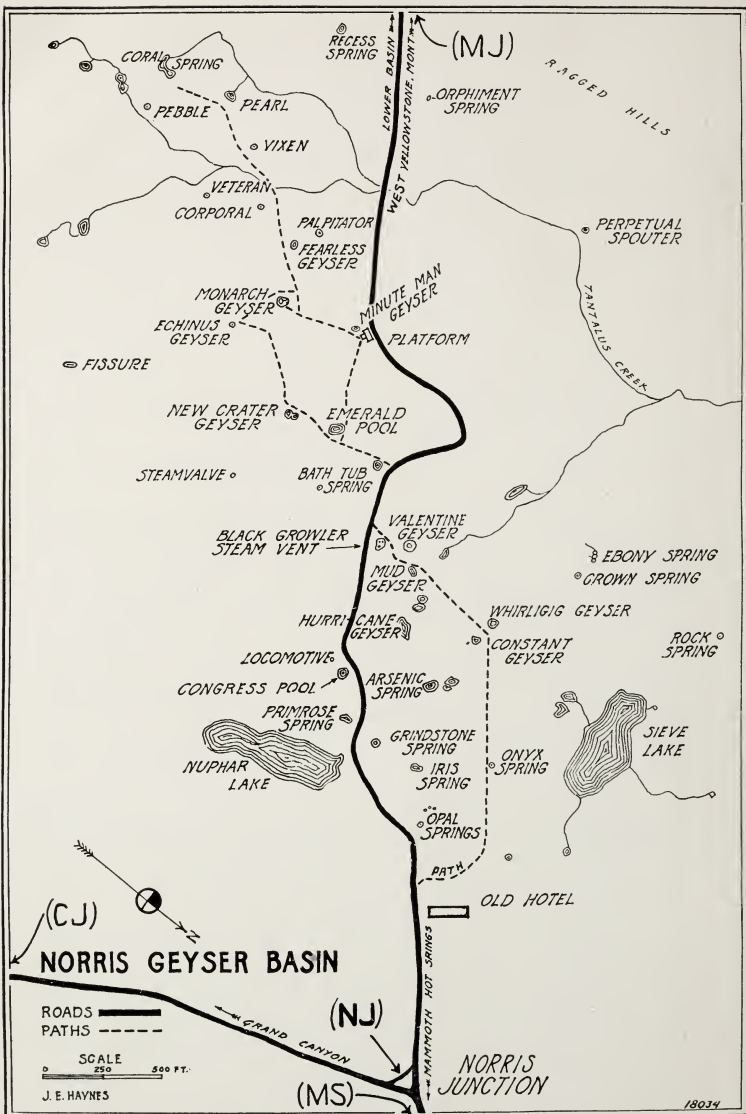 RECESS
SPRING
(MJ)
LOWER BASIN
WEST YELLOWSTONE, MONT.
RAGGED HILLS
CORAL
SPRING
PEBBLE
PEARL
ORPHIMENT
SPRING
VIXEN
VETERAN
CORPORAL
PALPITATOR
FEARLESS
GEYSER
PERPETUAL
SPOUTER
MONARCH
GEYSER
MINUTE MAN
GEYSER
ECHINUS
GEYSER
PLATFORM
TANTALUS
CREEK
FISSURE
NEW CRATER
GEYSER
EMERALD
POOL
STEAMVALVE
BATH TUB
SPRING
BLACK GROWLER
STEAM VENT
VALENTINE
GEYSER
MUD
GEYSER
EBONY SPRING
CROWN SPRING
HURRICANE
GEYSER
WHIRLIGIG GEYSER
CONSTANT
GEYSER
ROCK
SPRING
LOCOMOTIVE
CONGRESS POOL
ARSENIC
SPRING
PRIMROSE
SPRING
NUPHAR
LAKE
GRINDSTONE
SPRING
IRIS
SPRING
ONYX
SPRING
SIEVE
LAKE
OPAL
SPRINGS
PATH
OLD HOTEL
N
(CJ)
NORRIS GEYSER BASIN
ROADS
PATHS
GRAND CANYON
(NJ)
MAMMOTH HOT SPRINGS
SCALE
0 250 500 FT.
J. E. HAYNES
(MS)
NORRIS
JUNCTION
18034